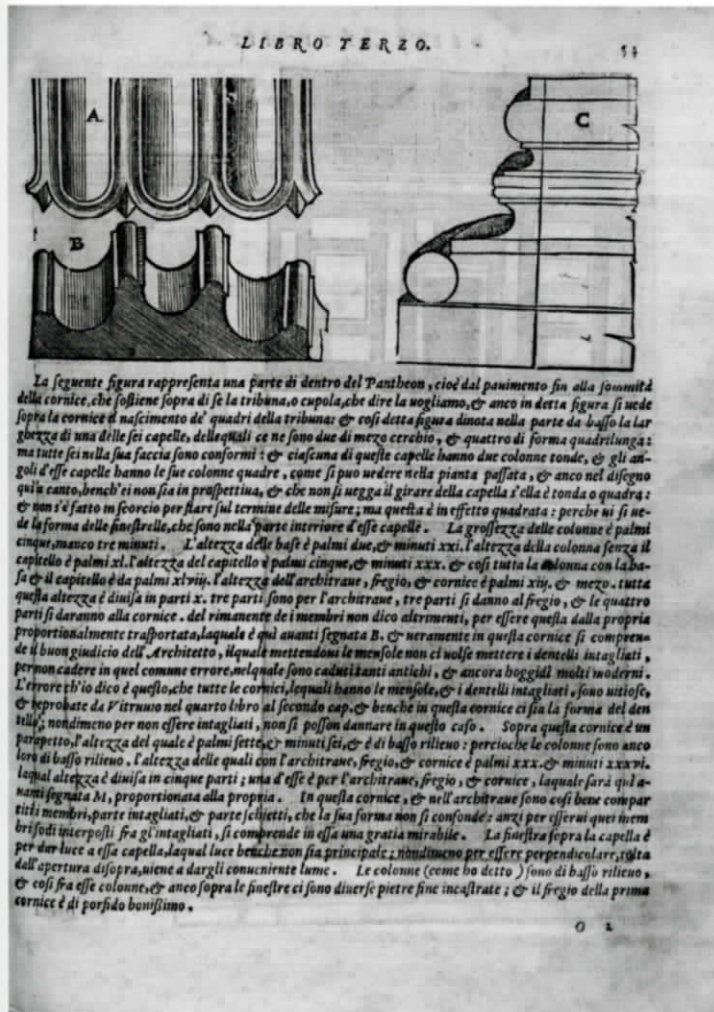 LIBRO TERZO.
A
B
C
La seguente figura rappresenta una parte di dentro del Pantheon, cioè dal pauimento fin alla sommità
della cornice, che sostiene sopra di se la tribuna, o cupola, che dire la uogliamo, & anco in detta figura si uede
sopra la cornice il nascimento de' quadri della tribuna: & cosi detta figura dinota nella parte da basso la lar
ghezza di una delle sei capelle, delle quali ce ne sono due di mezo cerchio, & quattro di forma quadrilunga:
ma tutte sei nella sua faccia sono conformi: & ciascuna di queste capelle hanno due colonne tonde, & gli an-
goli d'esse capelle hanno le sue colonne quadre, come si puo uedere nella pianta passata, & anco nel disegno
qui a canto, bench'ei non sia in prospettiua, & che non si uegga il girare della capella s'ella è tonda o quadra:
& non s'è fatto in scorcio per stare sul termine delle misure; ma questa è in effetto quadrata: perche ui si ue-
de la forma delle finestrelle, che sono nella parte interiore d'esse capelle. La grossezza delle colonne è palmi
cinque, manco tre minuti. L'altezza delle base è palmi due, & minuti xxi. l'altezza della colonna senza il
capitello è palmi xl. l'altezza del capitello è palmi cinque, & minuti xxx. & cosi tutta la colonna con la ba-
sa & il capitello è da palmi xlviij. l'altezza dell'architraue, fregio, & cornice è palmi xiij. & mezo. tutta
questa altezza è diuisa in parti x. tre parti sono per l'architraue, tre parti si danno al fregio, & le quattro
parti si daranno alla cornice. del rimanente de i membri non dico altrimenti, per essere questa dalla propria
proportionalmente trasportata, laquale è quì auanti segnata B. & ueramente in questa cornice si compren-
de il buon giudicio dell'Architetto, ilquale mettendoui le mensole non ci uolse mettere i dentelli intagliati,
per non cadere in quel comune errore, nelquale sono caduti tanti antichi, & ancora hoggidì molti moderni.
L'errore ch'io dico è questo, che tutte le cornici, lequali hanno le mensole, & i dentelli intagliati, sono uitiose,
& reprobate da Vitruuio nel quarto libro al secondo cap. & benche in questa cornice ci sia la forma del den
tello; nondimeno per non essere intagliati, non si posson dannare in questo caso. Sopra questa cornice è un
parapetto, l'altezza del quale è palmi sette, & minuti sei, & è di basso rilieuo: percioche le colonne sono anco
loro di basso rilieuo. l'altezza delle quali con l'architraue, fregio, & cornice è palmi xxx. & minuti xxxvi.
laqual altezza è diuisa in cinque parti; una d'esse è per l'architraue, fregio, & cornice, laquale sarà quì a-
uanti segnata M, proportionata alla propria. In questa cornice, & nell'architraue sono cosi bene compar
titi i membri, parte intagliati, & parte schietti, che la sua forma non si confonde: anzi per esserui quei mem
bri sodi interposti fra gl'intagliati, si comprende in essa una gratia mirabile. La finestra sopra la capella è
per dar luce a essa capella, laqual luce benche non sia principale; nondimeno per essere perpendicolare, tolta
dall'apertura disopra, uiene a dargli conueniente lume. Le colonne (come ho detto) sono di basso rilieuo,
& cosi fra esse colonne, & anco sopra le finestre ci sono diuerse pietre fine incastrate; & il fregio della prima
cornice è di porfido bonissimo.
O 2